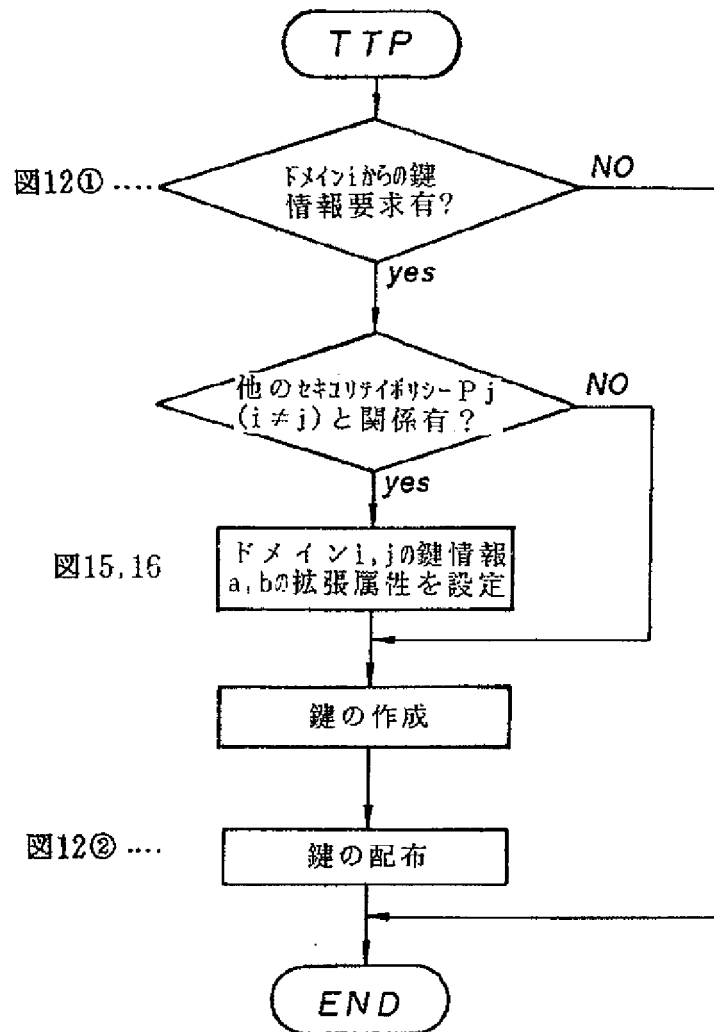 TTP
図12① ....
ドメインiからの鍵
情報要求有?
NO
yes
他のセキュリティポリシーPj
(i≠j)と関係有?
NO
yes
図15,16
ドメインi,jの鍵情報
a,bの拡張属性を設定
鍵の作成
図12② ....
鍵の配布
END